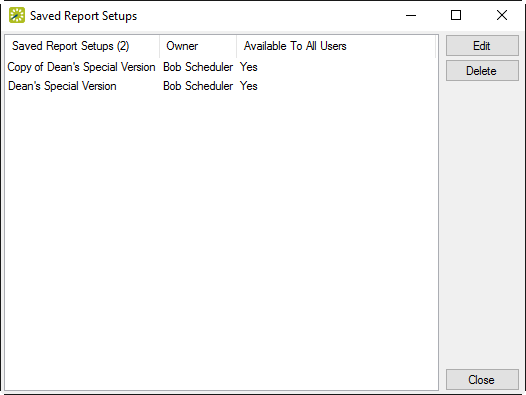 Saved Report Setups
Saved Report Setups (2) Owner Available To All Users
Copy of Dean's Special Version Bob Scheduler Yes
Dean's Special Version Bob Scheduler Yes
Edit
Delete
Close